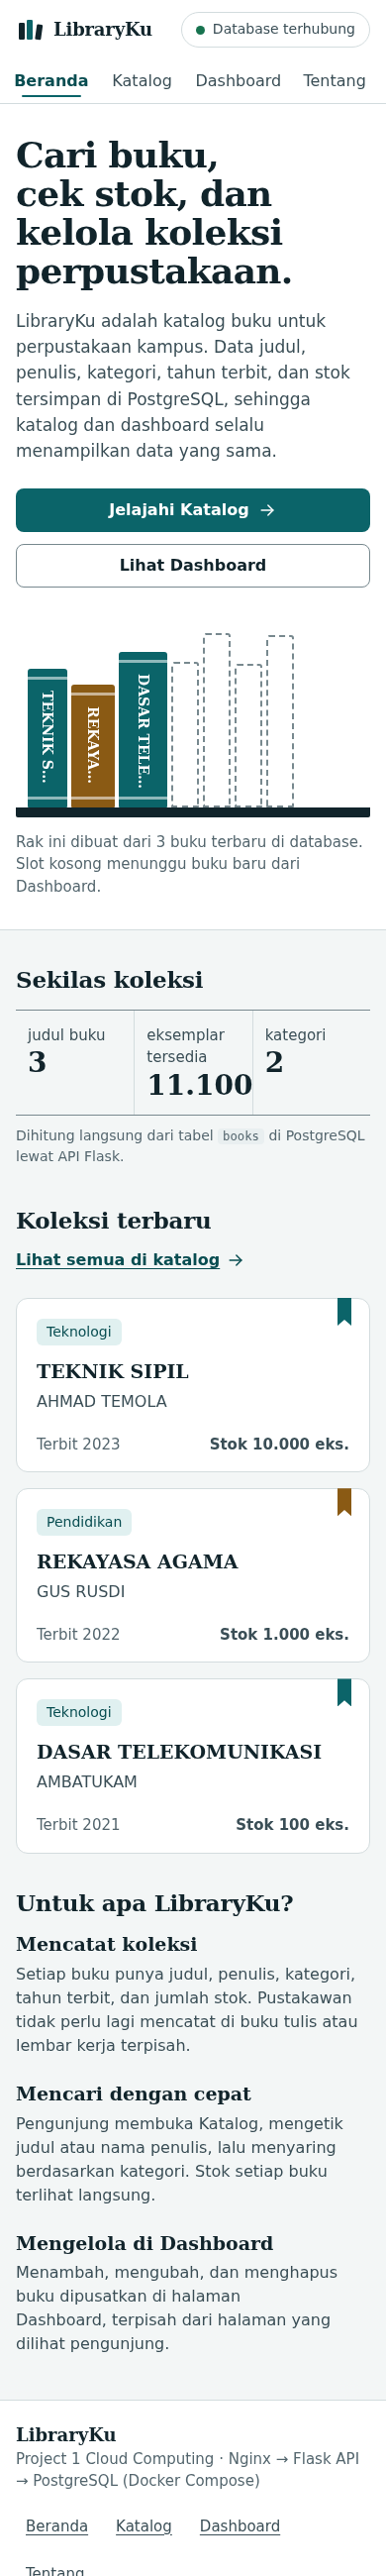 LibraryKu
Database terhubung
Beranda Katalog Dashboard Tentang
Cari buku,
cek stok, dan
kelola koleksi
perpustakaan.
LibraryKu adalah katalog buku untuk
perpustakaan kampus. Data judul,
penulis, kategori, tahun terbit, dan stok
tersimpan di PostgreSQL, sehingga
katalog dan dashboard selalu
menampilkan data yang sama.
Jelajahi Katalog →
Lihat Dashboard
TEKNIK S...
REKAYA...
DASAR TELE...
Rak ini dibuat dari 3 buku terbaru di database.
Slot kosong menunggu buku baru dari
Dashboard.
Sekilas koleksi
judul buku
3
eksemplar
tersedia
11.100
kategori
2
Dihitung langsung dari tabel books di PostgreSQL
lewat API Flask.
Koleksi terbaru
Lihat semua di katalog →
Teknologi
TEKNIK SIPIL
AHMAD TEMOLA
Terbit 2023 Stok 10.000 eks.
Pendidikan
REKAYASA AGAMA
GUS RUSDI
Terbit 2022 Stok 1.000 eks.
Teknologi
DASAR TELEKOMUNIKASI
AMBATUKAM
Terbit 2021 Stok 100 eks.
Untuk apa LibraryKu?
Mencatat koleksi
Setiap buku punya judul, penulis, kategori,
tahun terbit, dan jumlah stok. Pustakawan
tidak perlu lagi mencatat di buku tulis atau
lembar kerja terpisah.
Mencari dengan cepat
Pengunjung membuka Katalog, mengetik
judul atau nama penulis, lalu menyaring
berdasarkan kategori. Stok setiap buku
terlihat langsung.
Mengelola di Dashboard
Menambah, mengubah, dan menghapus
buku dipusatkan di halaman
Dashboard, terpisah dari halaman yang
dilihat pengunjung.
LibraryKu
Project 1 Cloud Computing · Nginx → Flask API
→ PostgreSQL (Docker Compose)
Beranda Katalog Dashboard
Tentang